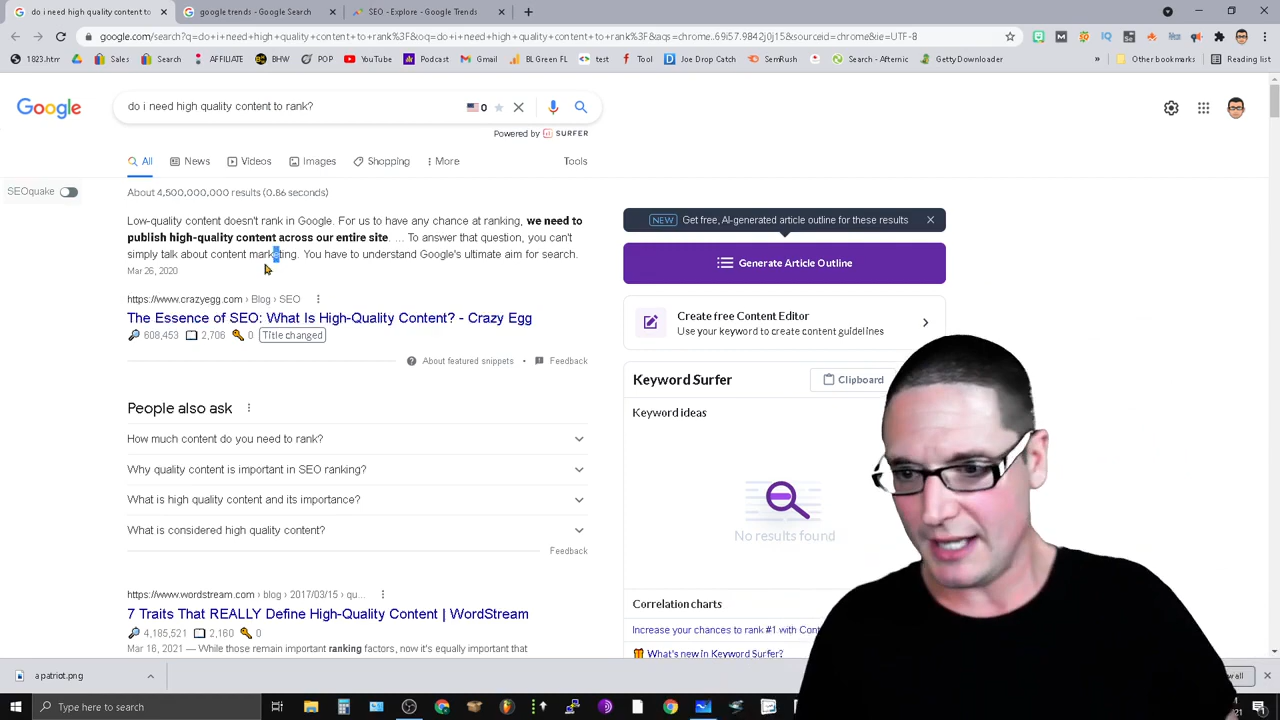 do i need high quality content to
google trends - Google Search
SEO - Explore - Google Trends
google.com/search?q=do+i+need+high+quality+content+to+rank%3F&oq=do+i+need+high+quality+content+to+rank%3F&aqs=chrome..69i57.9842j0j15&sourceid=chrome&ie=UTF-8
1823.htm
Sales
Search
AFFILIATE
BHW
POP
YouTube
Podcast
Gmail
BL Green FL
test
Tool
Joe Drop Catch
SemRush
Search - Afternic
Getty Downloader
»
Other bookmarks
Reading list
Google
do i need high quality content to rank?
0
Powered by SURFER
All
News
Videos
Images
Shopping
More
Tools
SEOquake
About 4,500,000,000 results (0.86 seconds)
Low-quality content doesn't rank in Google. For us to have any chance at ranking, we need to
publish high-quality content across our entire site. ... To answer that question, you can't
simply talk about content marketing. You have to understand Google's ultimate aim for search.
Mar 26, 2020
https://www.crazyegg.com › Blog › SEO
The Essence of SEO: What Is High-Quality Content? - Crazy Egg
608,453 2,706 0 Title changed
About featured snippets • Feedback
People also ask
How much content do you need to rank?
Why quality content is important in SEO ranking?
What is high quality content and its importance?
What is considered high quality content?
Feedback
https://www.wordstream.com › blog › 2017/03/15 › qu...
7 Traits That REALLY Define High-Quality Content | WordStream
4,185,521 2,160 0
Mar 16, 2021 — While those remain important ranking factors, now it's equally important that
NEW Get free, AI-generated article outline for these results
Generate Article Outline
Create free Content Editor
Use your keyword to create content guidelines
Keyword Surfer
Clipboard
Keyword ideas
No results found
Correlation charts
Increase your chances to rank #1 with
What's new in Keyword Surfer?
a patriot.png
Type here to search